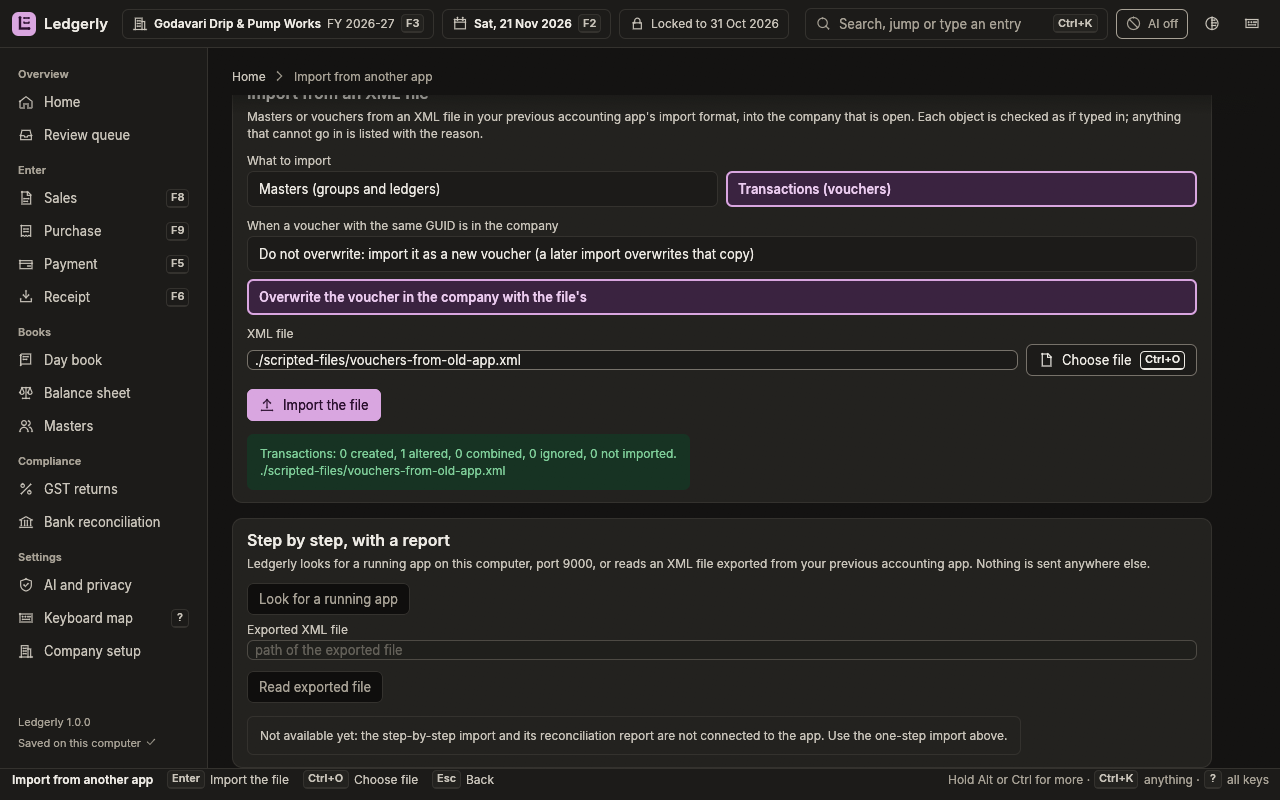 Ledgerly
Godavari Drip & Pump Works FY 2026-27 F3
Sat, 21 Nov 2026 F2
Locked to 31 Oct 2026
Search, jump or type an entry Ctrl+K
AI off
Overview
Home
Review queue
Enter
Sales F8
Purchase F9
Payment F5
Receipt F6
Books
Day book
Balance sheet
Masters
Compliance
GST returns
Bank reconciliation
Settings
AI and privacy
Keyboard map ?
Company setup
Ledgerly 1.0.0
Saved on this computer
Home > Import from another app
Import from an XML file
Masters or vouchers from an XML file in your previous accounting app's import format, into the company that is open. Each object is checked as if typed in; anything
that cannot go in is listed with the reason.
What to import
Masters (groups and ledgers)
Transactions (vouchers)
When a voucher with the same GUID is in the company
Do not overwrite: import it as a new voucher (a later import overwrites that copy)
Overwrite the voucher in the company with the file's
XML file
./scripted-files/vouchers-from-old-app.xml
Choose file Ctrl+O
Import the file
Transactions: 0 created, 1 altered, 0 combined, 0 ignored, 0 not imported.
./scripted-files/vouchers-from-old-app.xml
Step by step, with a report
Ledgerly looks for a running app on this computer, port 9000, or reads an XML file exported from your previous accounting app. Nothing is sent anywhere else.
Look for a running app
Exported XML file
path of the exported file
Read exported file
Not available yet: the step-by-step import and its reconciliation report are not connected to the app. Use the one-step import above.
Import from another app Enter Import the file Ctrl+O Choose file Esc Back
Hold Alt or Ctrl for more · Ctrl+K anything · ? all keys